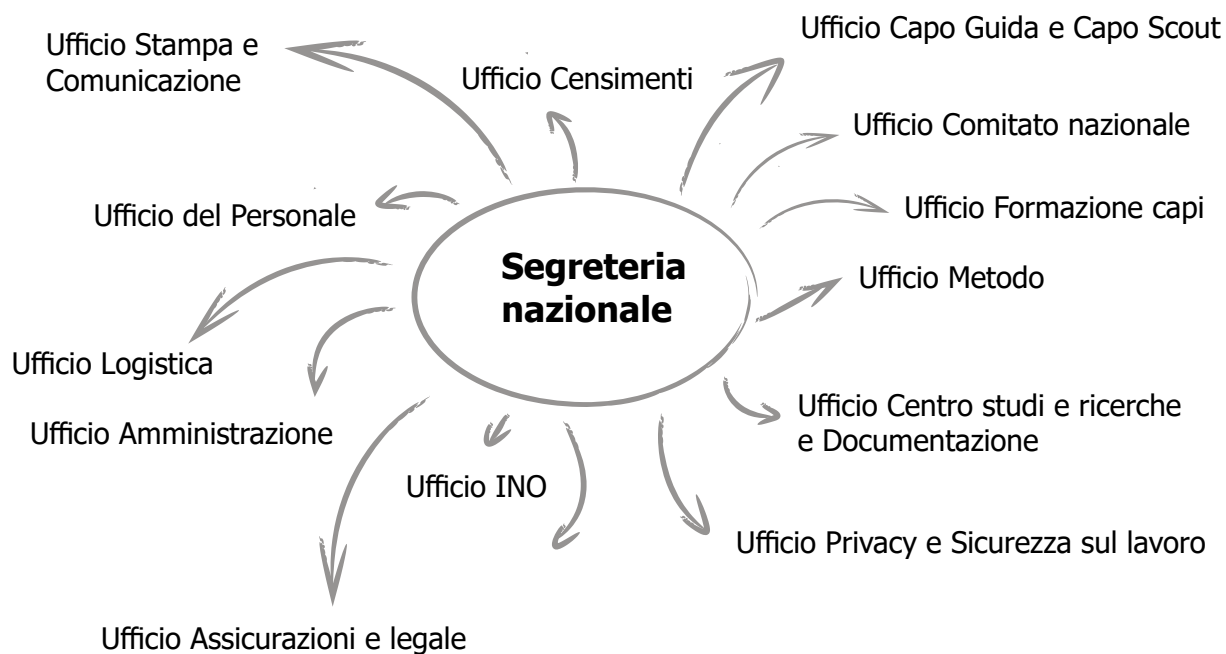 Ufficio Capo Guida e Capo Scout
Ufficio Stampa e
Comunicazione
Ufficio Censimenti
Ufficio Comitato nazionale
Ufficio del Personale
Ufficio Formazione capi
Segreteria
nazionale
Ufficio Metodo
Ufficio Logistica
Ufficio Centro studi e ricerche
e Documentazione
Ufficio Amministrazione
Ufficio INO
Ufficio Privacy e Sicurezza sul lavoro
Ufficio Assicurazioni e legale